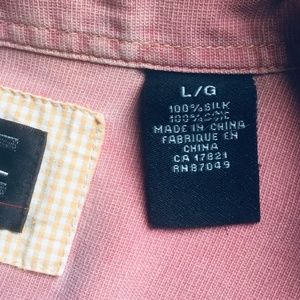 L/G
100% SILK
100% SOIE
MADE IN CHINA
FABRIQUE EN
CHINA
CA 17821
RN 87049